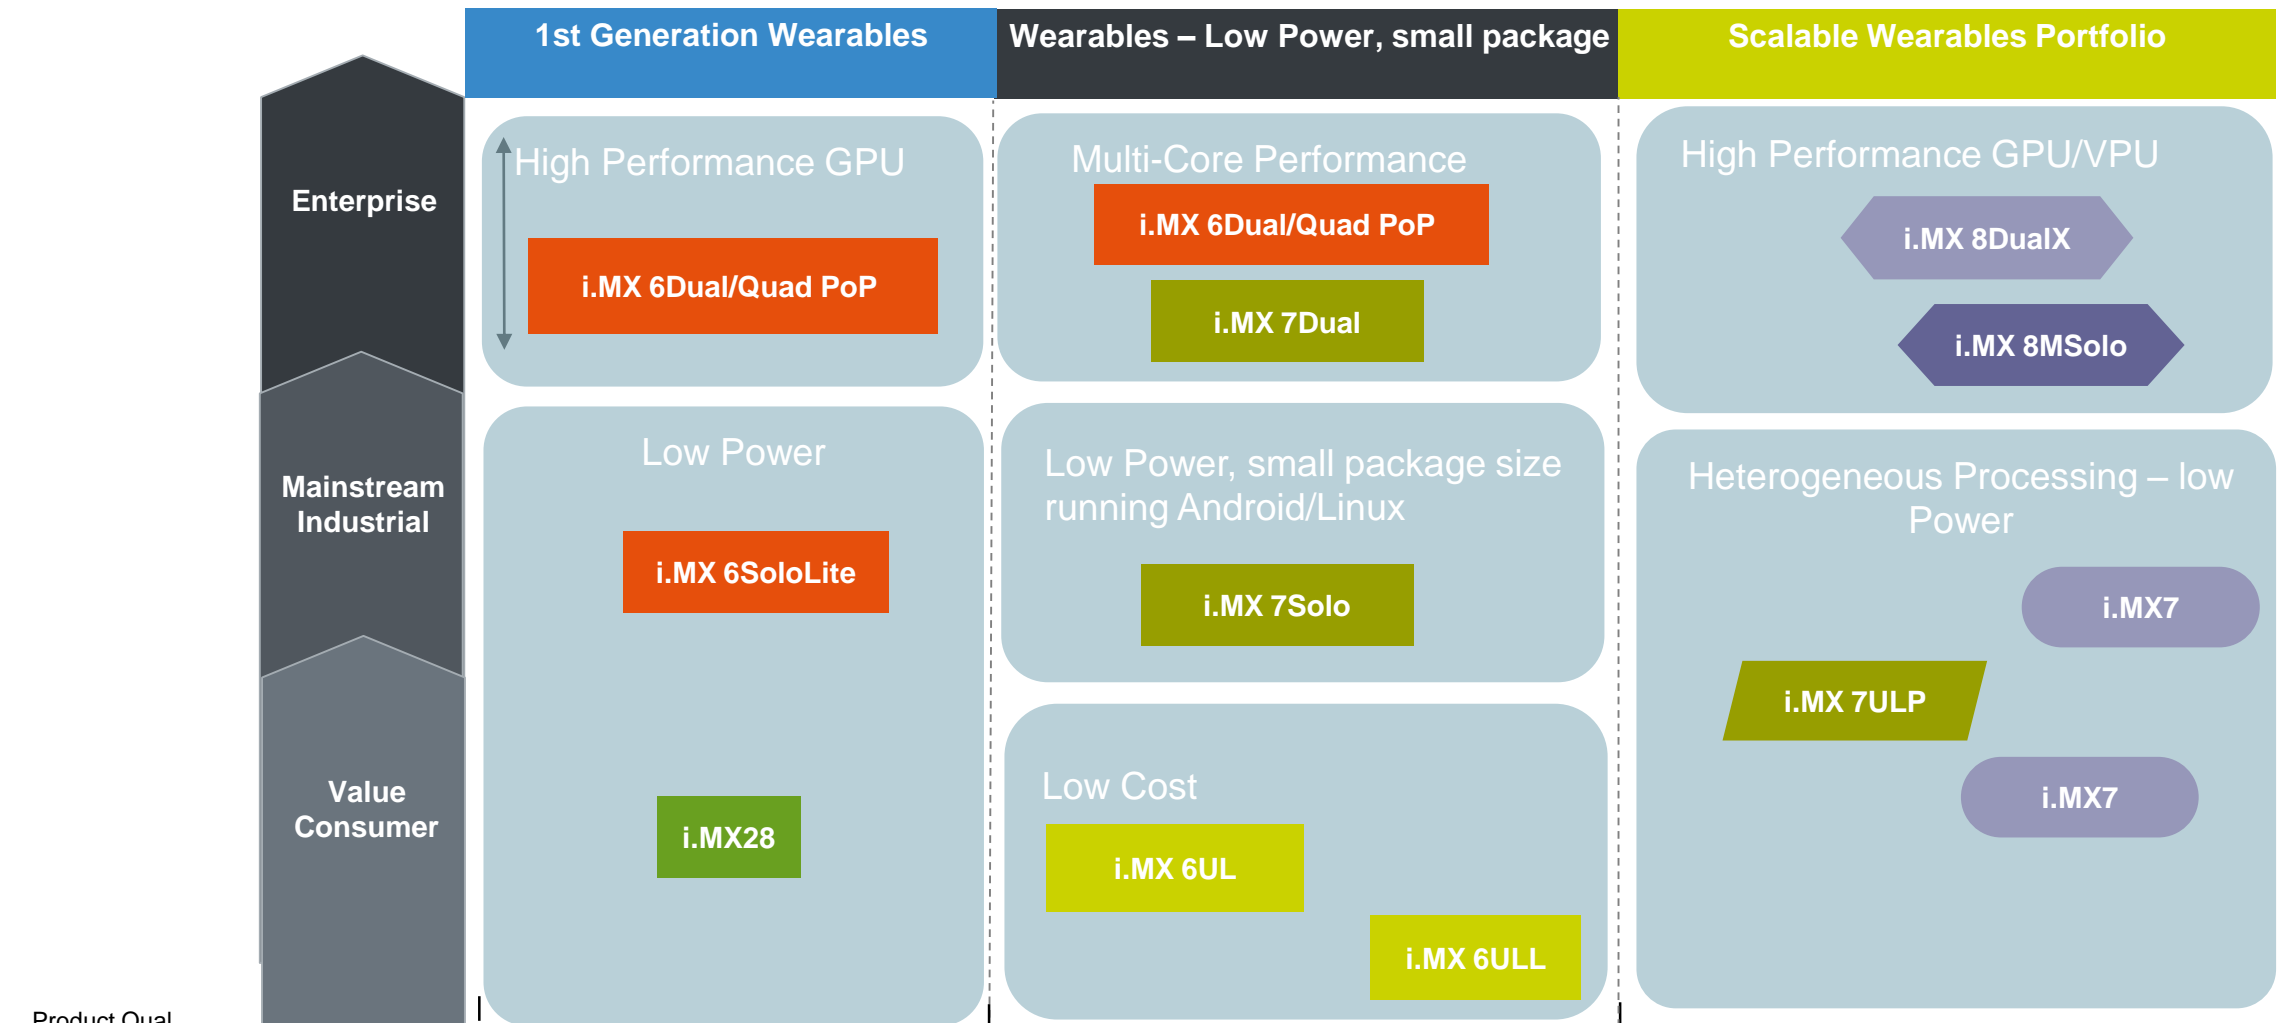 1st Generation Wearables
Wearables – Low Power, small package
Scalable Wearables Portfolio
Enterprise
High Performance GPU
i.MX 6Dual/Quad PoP
Multi-Core Performance
i.MX 6Dual/Quad PoP
i.MX 7Dual
High Performance GPU/VPU
i.MX 8DualX
i.MX 8MSolo
Mainstream
Industrial
Low Power
i.MX 6SoloLite
Low Power, small package size
running Android/Linux
i.MX 7Solo
Heterogeneous Processing – low
Power
i.MX7
i.MX 7ULP
i.MX7
Value
Consumer
i.MX28
Low Cost
i.MX 6UL
i.MX 6ULL
Product Qual